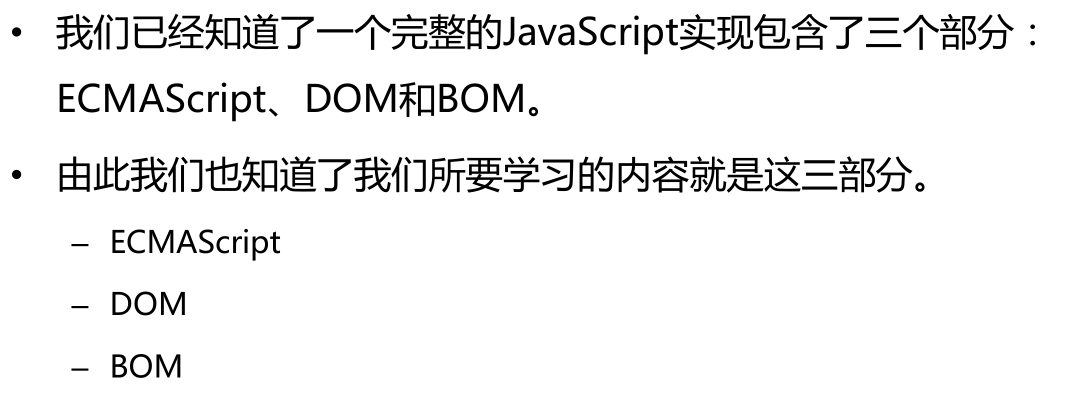 • 我们已经知道了一个完整的JavaScript实现包含了三个部分：
ECMAScript、DOM和BOM。
• 由此我们也知道了我们所要学习的内容就是这三部分。
– ECMAScript
– DOM
– BOM